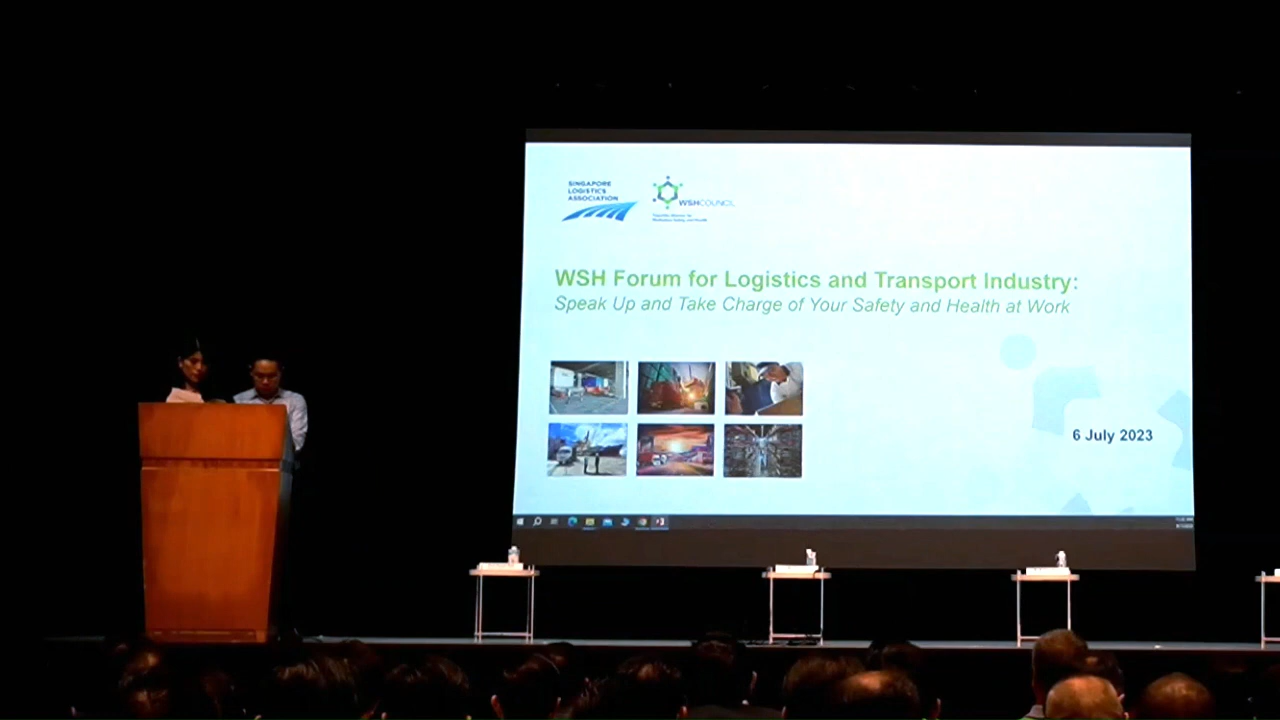 SINGAPORE
LOGISTICS
ASSOCIATION
WSHCOUNCIL
WSH Forum for Logistics and Transport Industry:
Speak Up and Take Charge of Your Safety and Health at Work
6 July 2023